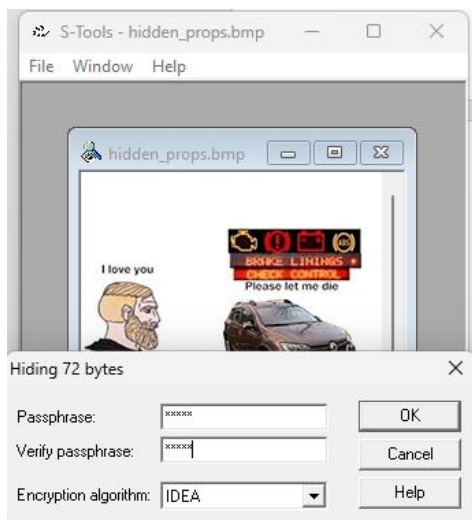 S-Tools - hidden_props.bmp
File Window Help
hidden_props.bmp
I love you
ABS
BRAKE LININGS +
CHECK CONTROL
Please let me die
Hiding 72 bytes
Passphrase: *****
OK
Verify passphrase: *****
Cancel
Encryption algorithm: IDEA
Help